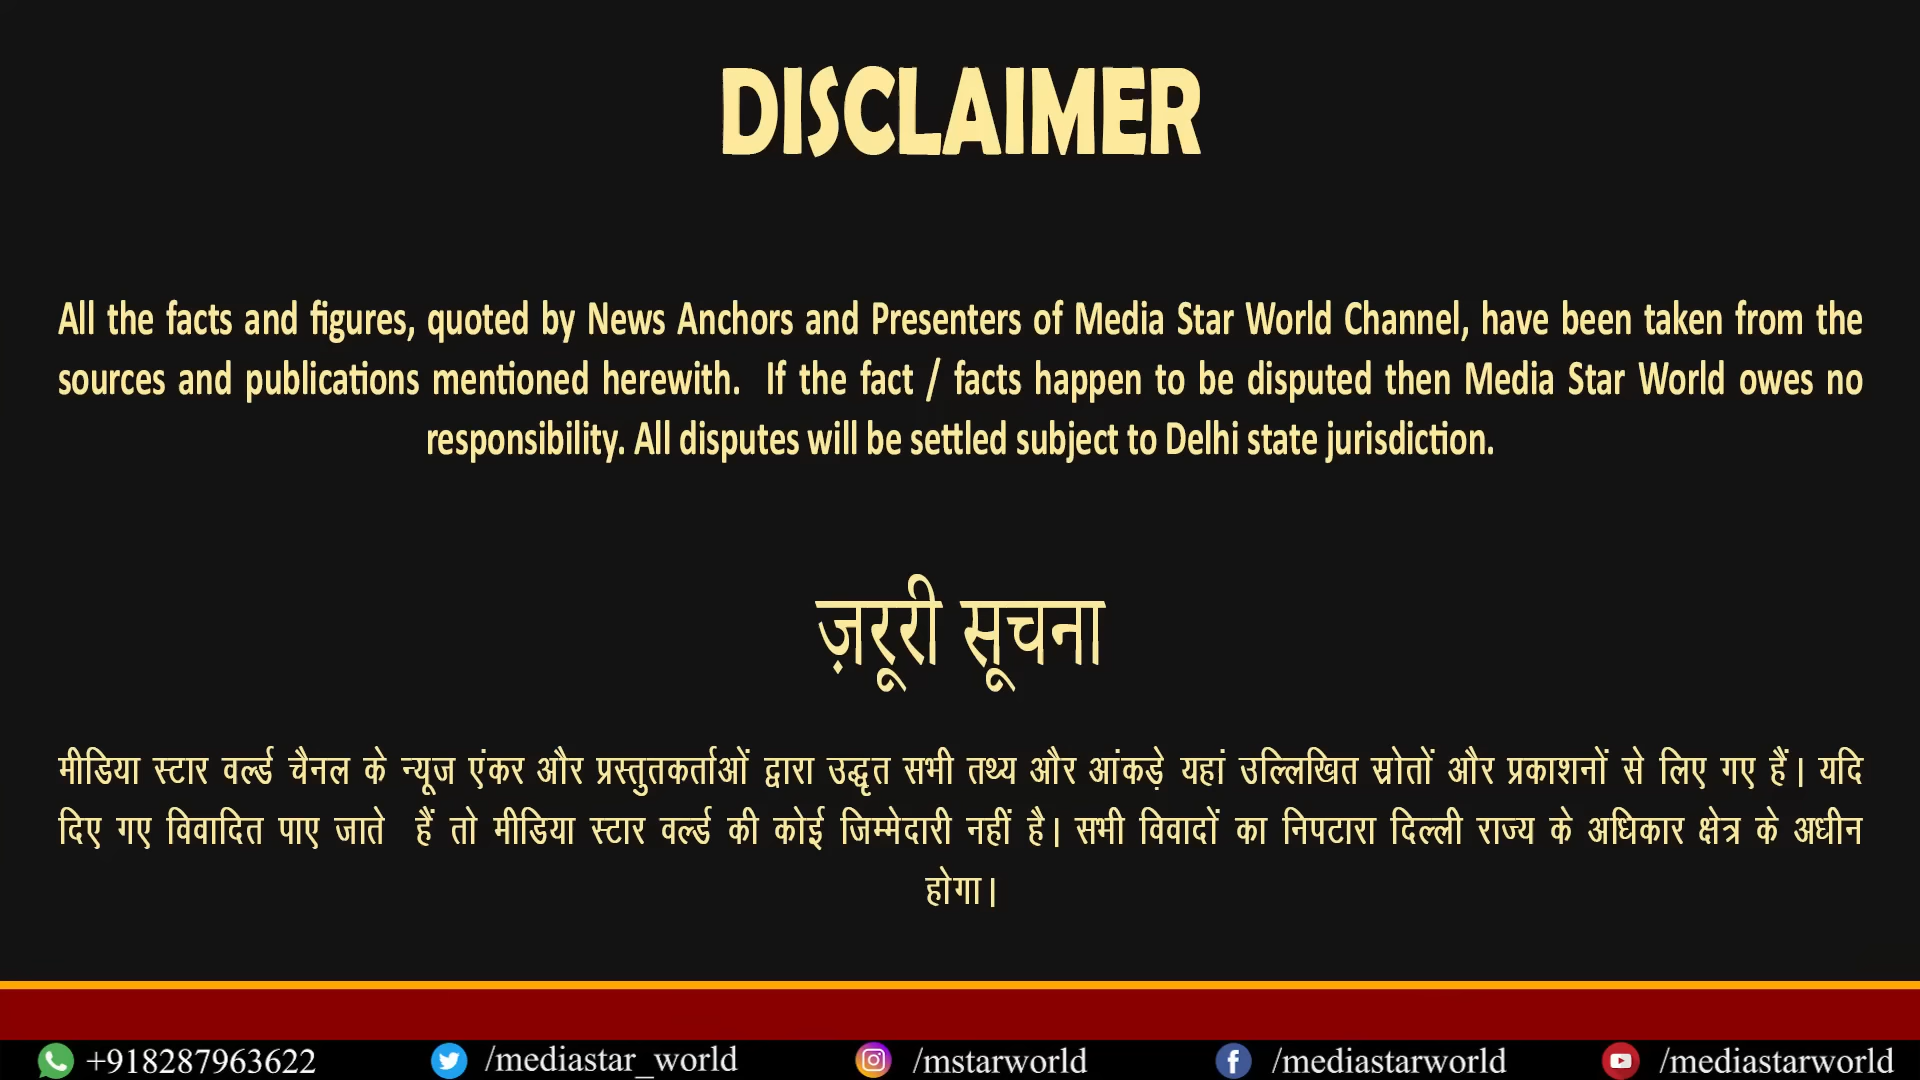 DISCLAIMER
All the facts and figures, quoted by News Anchors and Presenters of Media Star World Channel, have been taken from the
sources and publications mentioned herewith.  If the fact / facts happen to be disputed then Media Star World owes no
responsibility. All disputes will be settled subject to Delhi state jurisdiction.
ज़रूरी सूचना
मीडिया स्टार वर्ल्ड चैनल के न्यूज एंकर और प्रस्तुतकर्ताओं द्वारा उद्धृत सभी तथ्य और आंकड़े यहां उल्लिखित स्रोतों और प्रकाशनों से लिए गए हैं। यदि
दिए गए विवादित पाए जाते  हैं तो मीडिया स्टार वर्ल्ड की कोई जिम्मेदारी नहीं है। सभी विवादों का निपटारा दिल्ली राज्य के अधिकार क्षेत्र के अधीन
होगा।
+918287963622 /mediastar_world /mstarworld /mediastarworld /mediastarworld